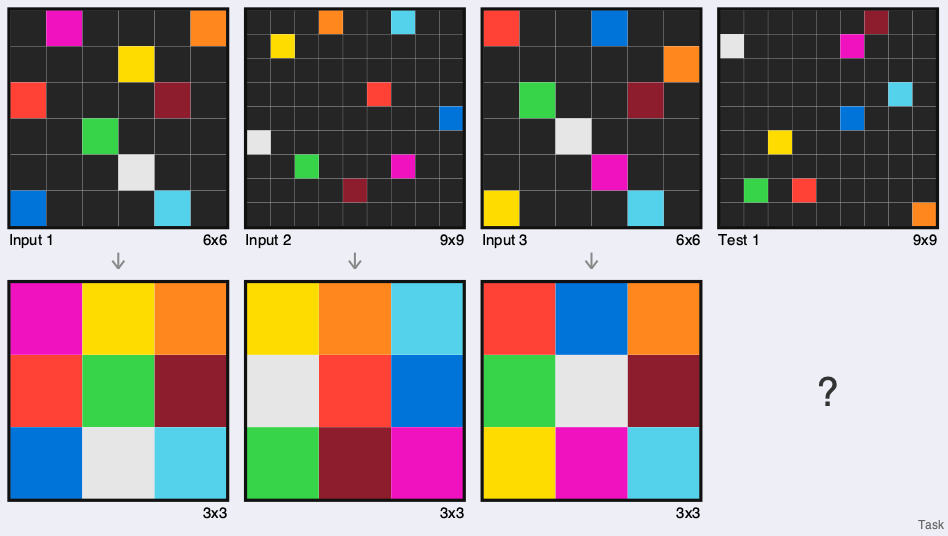 Input 1 6x6
Input 2 9x9
Input 3 6x6
Test 1 9x9
?
3x3
3x3
3x3
Task